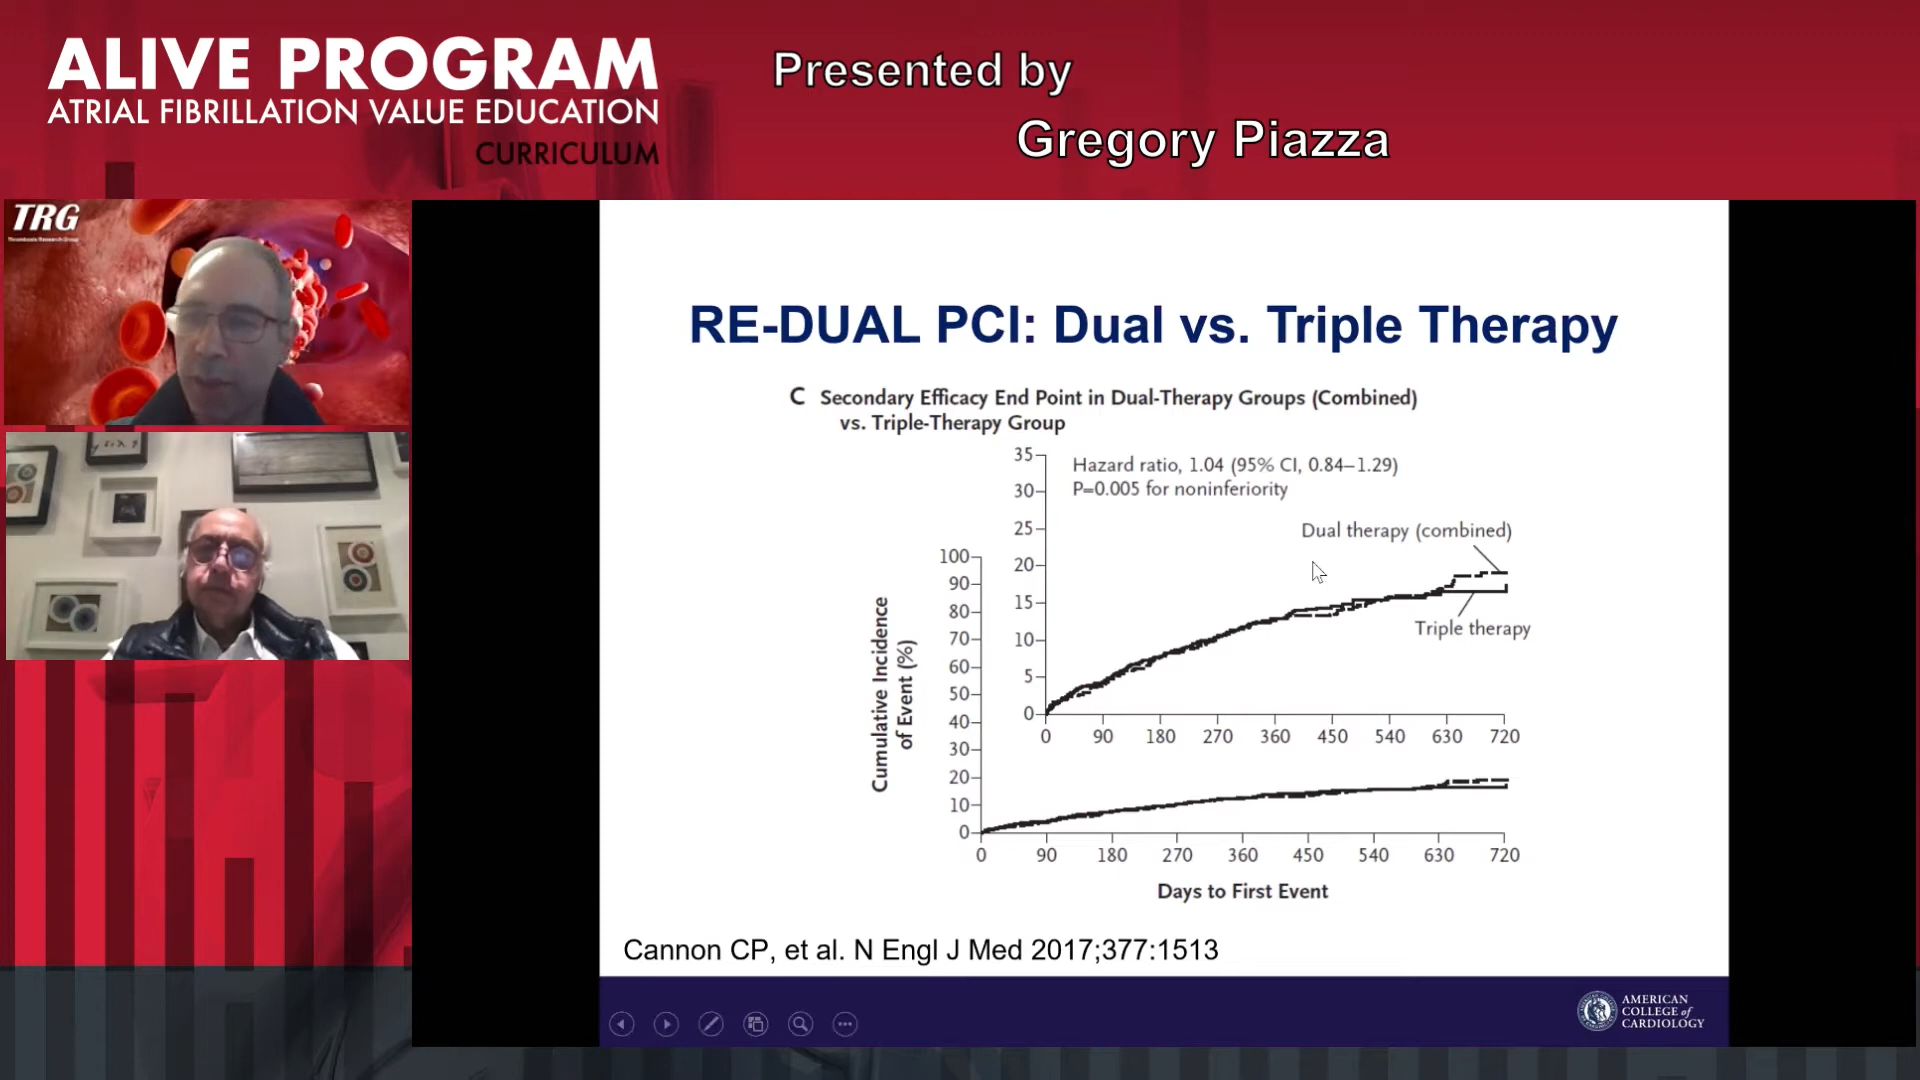 ALIVE PROGRAM
ATRIAL FIBRILLATION VALUE EDUCATION
CURRICULUM
Presented by
Gregory Piazza
TRG
Thrombosis Research Group
RE-DUAL PCI: Dual vs. Triple Therapy
C Secondary Efficacy End Point in Dual-Therapy Groups (Combined)
vs. Triple-Therapy Group
Hazard ratio, 1.04 (95% CI, 0.84–1.29)
P=0.005 for noninferiority
35
30
25
20
15
10
5
0
Dual therapy (combined)
Triple therapy
0 90 180 270 360 450 540 630 720
Cumulative Incidence
of Event (%)
100
90
80
70
60
50
40
30
20
10
0
0 90 180 270 360 450 540 630 720
Days to First Event
Cannon CP, et al. N Engl J Med 2017;377:1513
AMERICAN
COLLEGE of
CARDIOLOGY